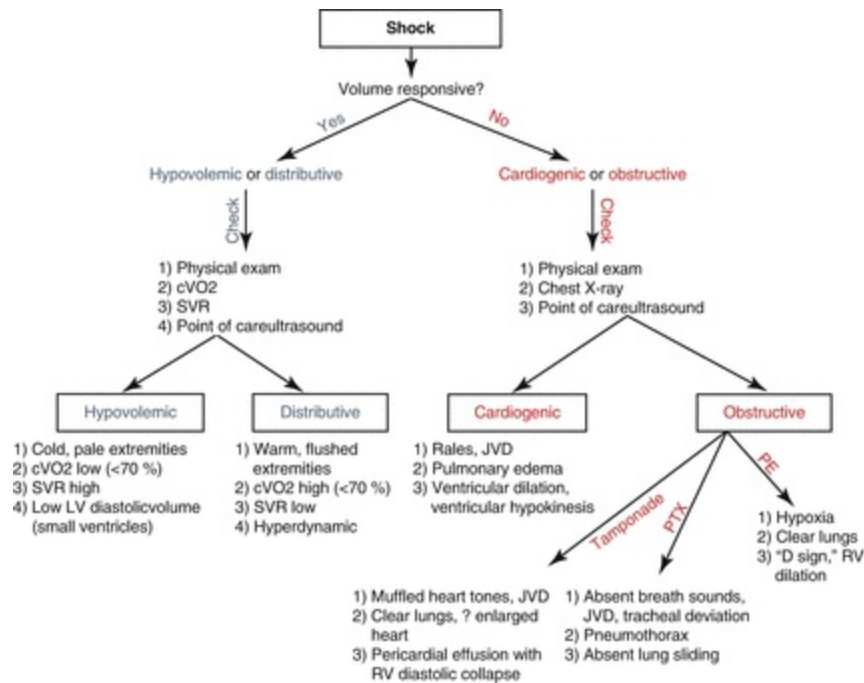 Shock
Volume responsive?
Yes
No
Hypovolemic or distributive
Cardiogenic or obstructive
Check
Check
1) Physical exam
2) cVO2
3) SVR
4) Point of careultrasound
1) Physical exam
2) Chest X-ray
3) Point of careultrasound
Hypovolemic
Distributive
Cardiogenic
Obstructive
1) Cold, pale extremities
2) cVO2 low (<70 %)
3) SVR high
4) Low LV diastolicvolume
(small ventricles)
1) Warm, flushed
extremities
2) cVO2 high (<70 %)
3) SVR low
4) Hyperdynamic
1) Rales, JVD
2) Pulmonary edema
3) Ventricular dilation,
ventricular hypokinesis
Tamponade
PTX
PE
1) Hypoxia
2) Clear lungs
3) “D sign,” RV
dilation
1) Muffled heart tones, JVD
2) Clear lungs, ? enlarged
heart
3) Pericardial effusion with
RV diastolic collapse
1) Absent breath sounds,
JVD, tracheal deviation
2) Pneumothorax
3) Absent lung sliding